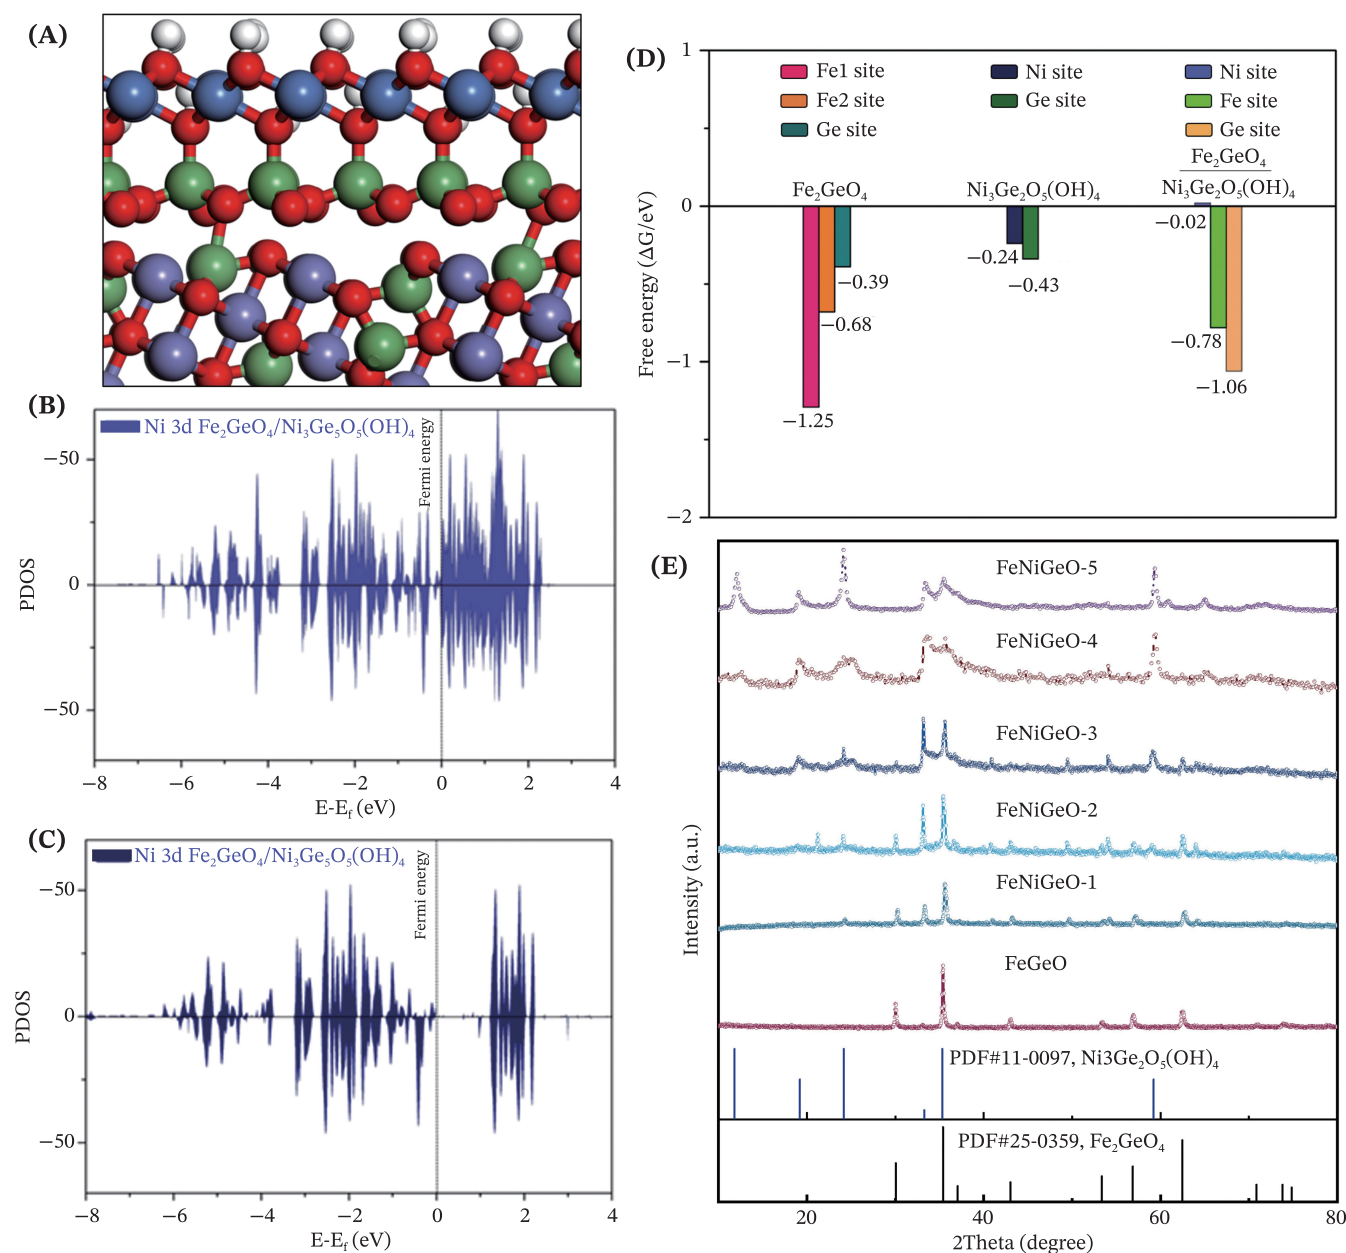 (A)
(B)
Ni 3d Fe₂GeO₄/Ni₃Ge₅O₅(OH)₄
Fermi energy
−50
0
50
PDOS
−8
−6
−4
−2
0
2
4
E-E_f (eV)
(C)
Ni 3d Fe₂GeO₄/Ni₃Ge₅O₅(OH)₄
Fermi energy
−50
0
−50
PDOS
−8
−6
−4
−2
0
2
4
E-E_f (eV)
(D)
1
0
−1
−2
Free energy (ΔG/eV)
Fe1 site
Fe2 site
Ge site
Ni site
Ge site
Ni site
Fe site
Ge site
Fe₂GeO₄
Ni₃Ge₂O₅(OH)₄
Fe₂GeO₄
Ni₃Ge₂O₅(OH)₄
−1.25
−0.68
−0.39
−0.24
−0.43
−0.02
−0.78
−1.06
(E)
FeNiGeO-5
FeNiGeO-4
FeNiGeO-3
FeNiGeO-2
FeNiGeO-1
FeGeO
PDF#11-0097, Ni3Ge₂O₅(OH)₄
PDF#25-0359, Fe₂GeO₄
Intensity (a.u.)
20
40
60
80
2Theta (degree)